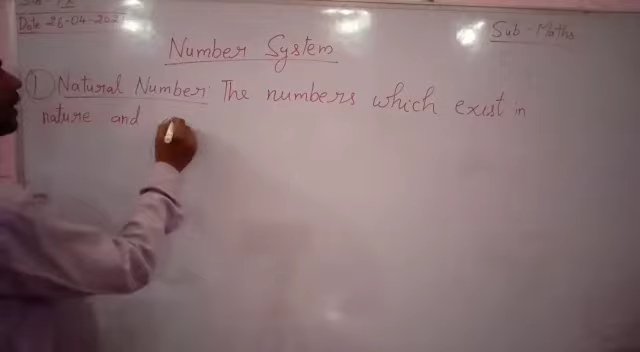 Date 26-04-202
Sub - Maths
Number System
① Natural Number: The numbers which exist in
nature and